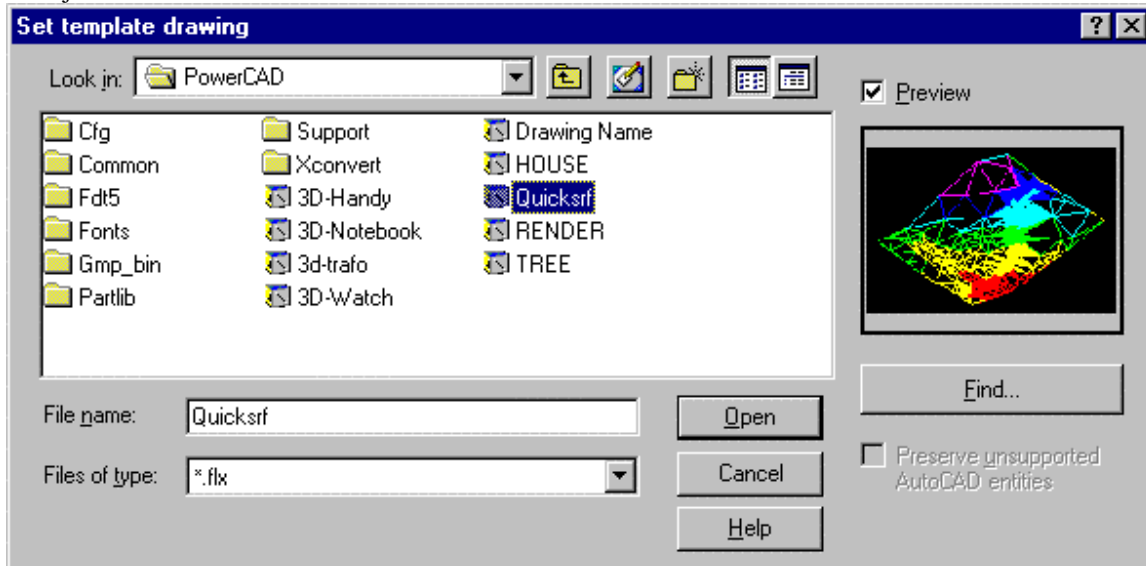 Set template drawing
Look in: PowerCAD
Preview
Cfg Support Drawing Name
Common Xconvert HOUSE
Fdt5 3D-Handy Quicksrf
Fonts 3D-Notebook RENDER
Gmp_bin 3d-trafo TREE
Partlib 3D-Watch
Find...
File name: Quicksrf Open
Files of type: *.flx Cancel
Preserve unsupported
AutoCAD entities
Help